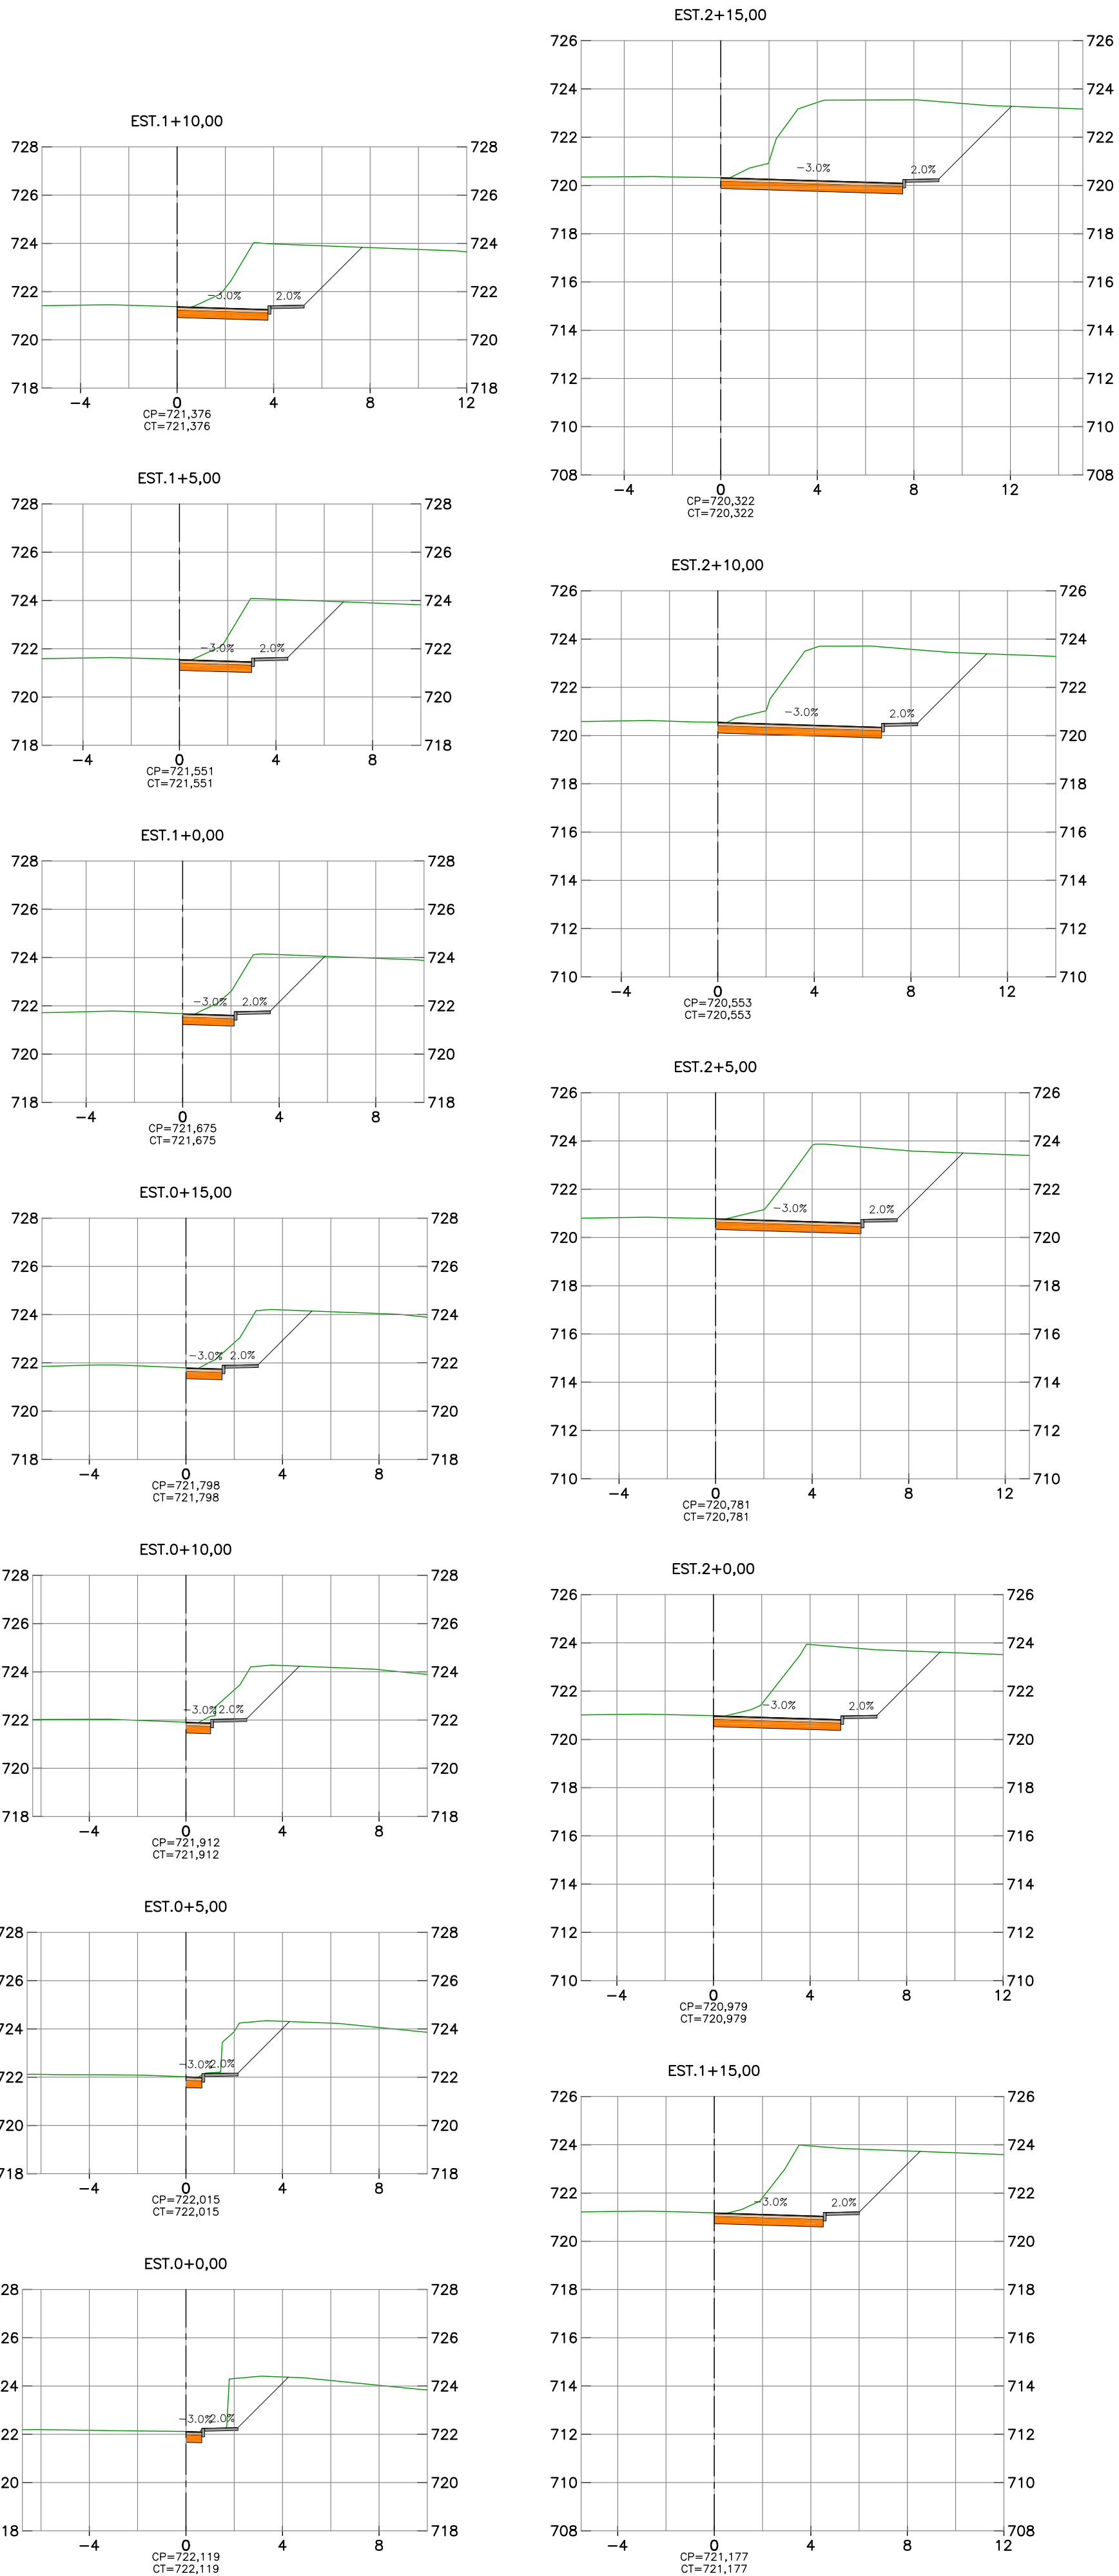 EST.1+10,00
728 728
726 726
724 724
722 −3.0% 2.0% 722
720 720
718 718
−4 0 4 8 12
CP=721,376
CT=721,376
EST.1+5,00
728 728
726 726
724 724
722 −3.0% 2.0% 722
720 720
718 718
−4 0 4 8
CP=721,551
CT=721,551
EST.1+0,00
728 728
726 726
724 724
−3.0% 2.0%
722 722
720 720
718 718
−4 0 4 8
CP=721,675
CT=721,675
EST.0+15,00
728 728
726 726
724 724
−3.0% 2.0%
722 722
720 720
718 718
−4 0 4 8
CP=721,798
CT=721,798
EST.0+10,00
728 728
726 726
724 724
−3.0% 2.0%
722 722
720 720
718 718
−4 0 4 8
CP=721,912
CT=721,912
EST.0+5,00
728 728
726 726
724 724
−3.0% 2.0%
722 722
720 720
718 718
−4 0 4 8
CP=722,015
CT=722,015
EST.0+0,00
28 728
26 726
24 724
−3.0% 2.0%
22 722
20 720
18 718
−4 0 4 8
CP=722,119
CT=722,119
EST.2+15,00
726 726
724 724
722 722
−3.0% 2.0%
720 720
718 718
716 716
714 714
712 712
710 710
708 708
−4 0 4 8 12
CP=720,322
CT=720,322
EST.2+10,00
726 726
724 724
722 722
−3.0% 2.0%
720 720
718 718
716 716
714 714
712 712
710 710
−4 0 4 8 12
CP=720,553
CT=720,553
EST.2+5,00
726 726
724 724
722 722
−3.0% 2.0%
720 720
718 718
716 716
714 714
712 712
710 710
−4 0 4 8 12
CP=720,781
CT=720,781
EST.2+0,00
726 726
724 724
722 722
−3.0% 2.0%
720 720
718 718
716 716
714 714
712 712
710 710
−4 0 4 8 12
CP=720,979
CT=720,979
EST.1+15,00
726 726
724 724
722 722
−3.0% 2.0%
720 720
718 718
716 716
714 714
712 712
710 710
708 708
−4 0 4 8 12
CP=721,177
CT=721,177